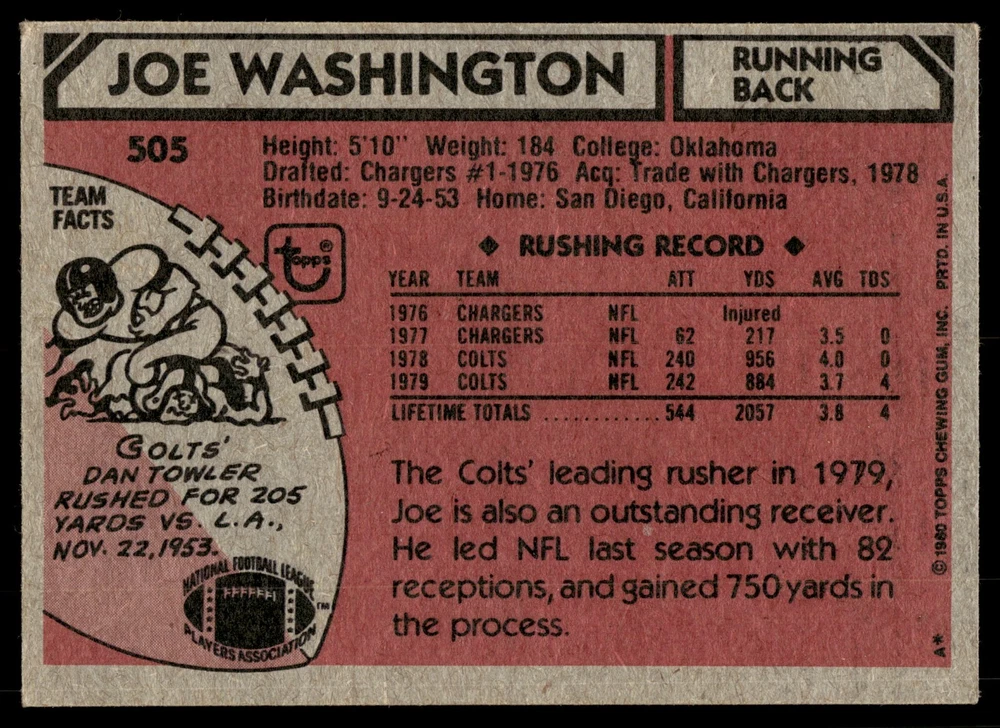 JOE WASHINGTON
RUNNING
BACK
505
Height: 5'10" Weight: 184 College: Oklahoma
Drafted: Chargers #1-1976 Acq: Trade with Chargers, 1978
Birthdate: 9-24-53 Home: San Diego, California
TEAM
FACTS
topps®
◆ RUSHING RECORD ◆
YEAR TEAM ATT YDS AVG TDS
1976 CHARGERS NFL Injured
1977 CHARGERS NFL 62 217 3.5 0
1978 COLTS NFL 240 956 4.0 0
1979 COLTS NFL 242 884 3.7 4
LIFETIME TOTALS ............ 544 2057 3.8 4
COLTS'
DAN TOWLER
RUSHED FOR 205
YARDS VS. L.A.,
NOV. 22, 1953.
NATIONAL FOOTBALL LEAGUE
PLAYERS ASSOCIATION
TM
The Colts' leading rusher in 1979,
Joe is also an outstanding receiver.
He led NFL last season with 82
receptions, and gained 750 yards in
the process.
© 1980 TOPPS CHEWING GUM, INC. PRTD. IN U.S.A.
A*